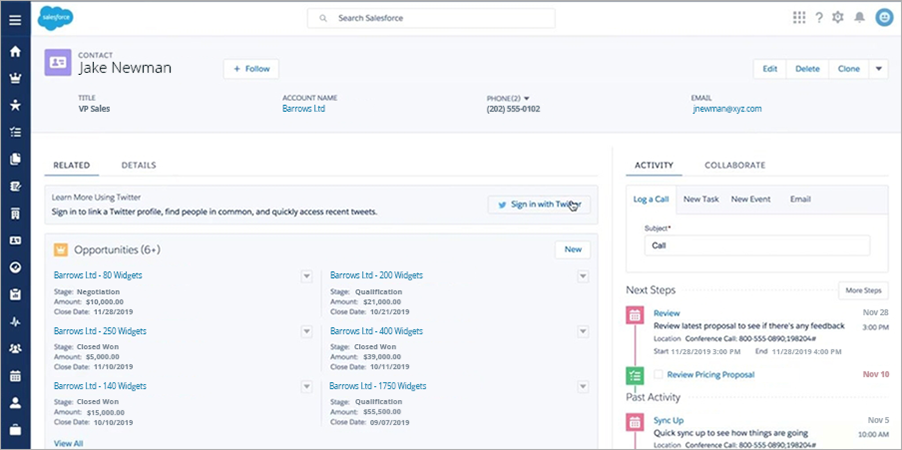 salesforce
Search Salesforce
?
CONTACT
Jake Newman
+ Follow
Edit Delete Clone
TITLE ACCOUNT NAME PHONE(2) EMAIL
VP Sales Barrows Ltd (202) 555-0102 jnewman@xyz.com
RELATED DETAILS
Learn More Using Twitter
Sign in to link a Twitter profile, find people in common, and quickly access recent tweets.
Sign in with Twitter
Opportunities (6+)
New
Barrows Ltd - 80 Widgets
Stage: Negotiation
Amount: $10,000.00
Close Date: 11/28/2019
Barrows Ltd - 200 Widgets
Stage: Qualification
Amount: $21,000.00
Close Date: 10/21/2019
Barrows Ltd - 250 Widgets
Stage: Closed Won
Amount: $5,000.00
Close Date: 11/10/2019
Barrows Ltd - 400 Widgets
Stage: Closed Won
Amount: $39,000.00
Close Date: 10/11/2019
Barrows Ltd - 140 Widgets
Stage: Closed Won
Amount: $15,000.00
Close Date: 10/10/2019
Barrows Ltd - 1750 Widgets
Stage: Qualification
Amount: $55,500.00
Close Date: 09/07/2019
View All
ACTIVITY COLLABORATE
Log a Call New Task New Event Email
Subject*
Call
Next Steps
More Steps
Review Nov 28
Review latest proposal to see if there's any feedback 3:00 PM
Location Conference Call: 800-555-0890,198204#
Start 11/28/2019 3:00 PM End 11/28/2019 4:00 PM
Review Pricing Proposal Nov 10
Past Activity
Sync Up Nov 5
Quick sync up to see how things are going 10:00 AM
Location Conference Call: 800-555-0890,198204#